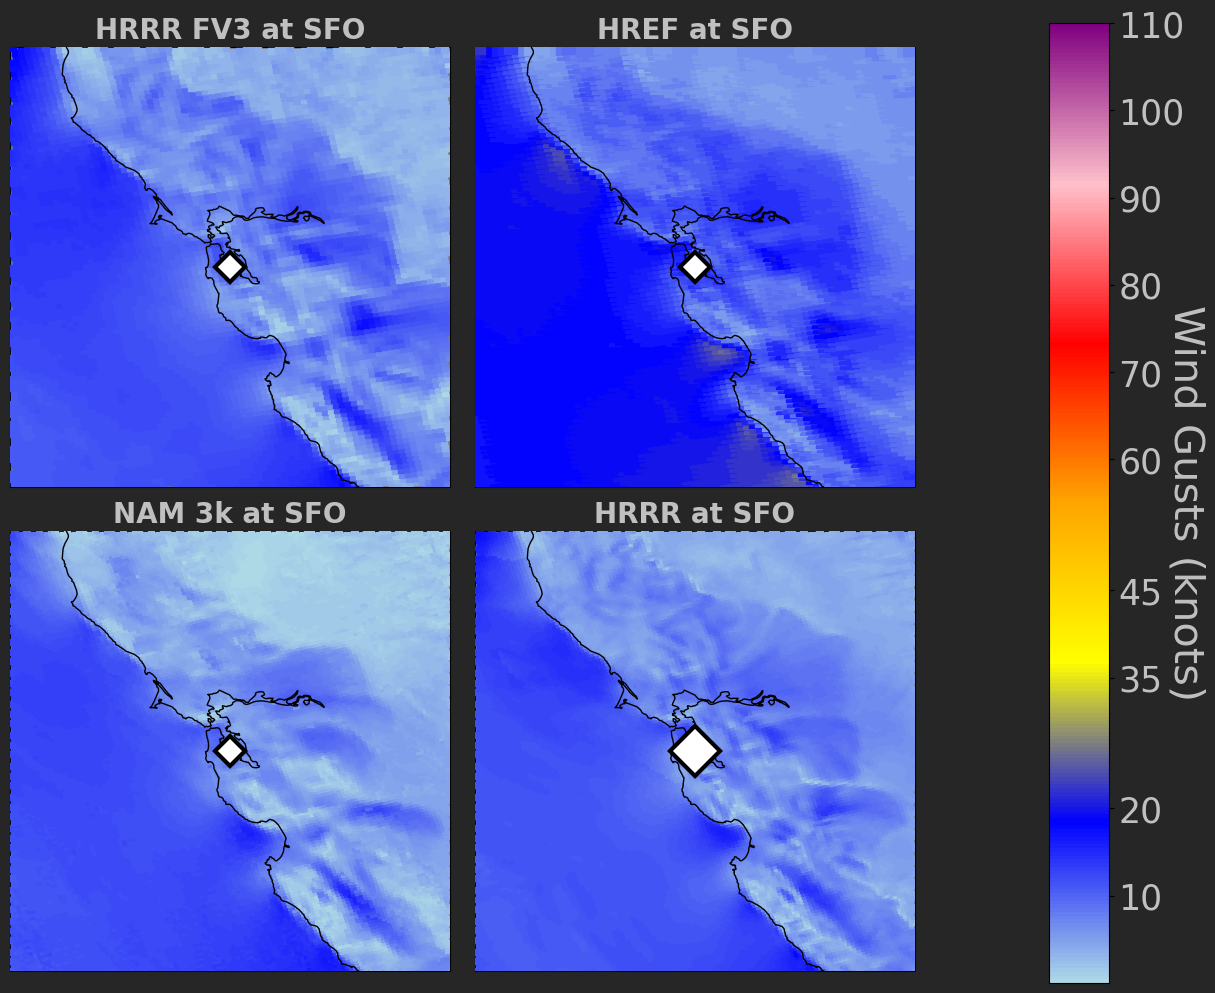 HRRR FV3 at SFO
HREF at SFO
NAM 3k at SFO
HRRR at SFO
110
100
90
80
70
60
45
35
20
10
Wind Gusts (knots)